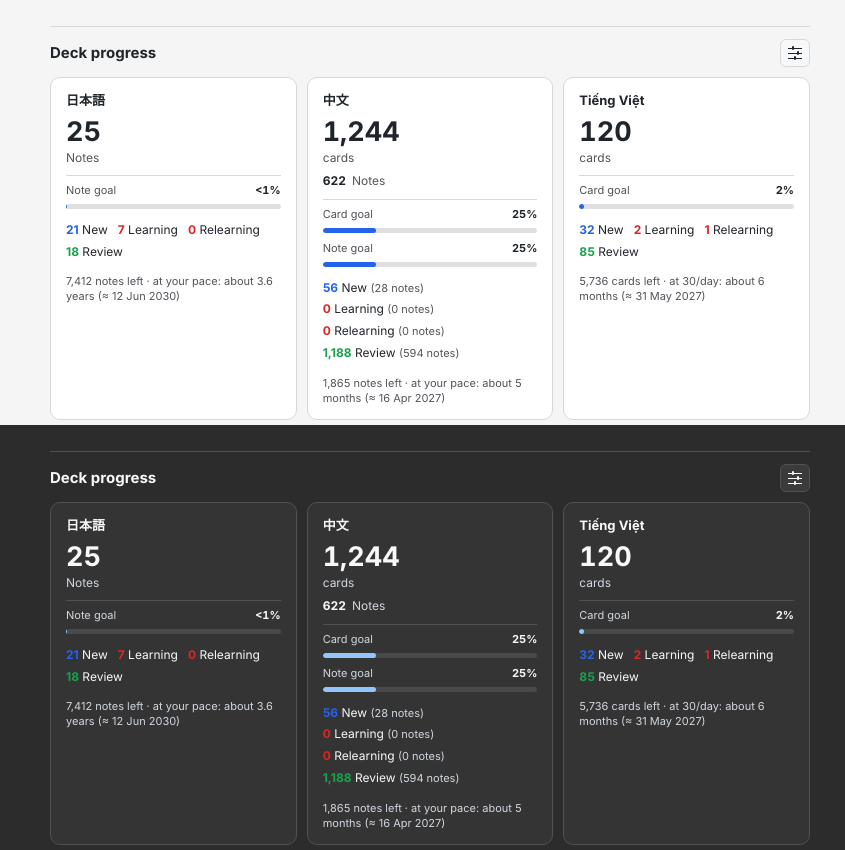 Deck progress
日本語
25
Notes
Note goal <1%
21 New 7 Learning 0 Relearning
18 Review
7,412 notes left · at your pace: about 3.6
years (≈ 12 Jun 2030)
中文
1,244
cards
622 Notes
Card goal 25%
Note goal 25%
56 New (28 notes)
0 Learning (0 notes)
0 Relearning (0 notes)
1,188 Review (594 notes)
1,865 notes left · at your pace: about 5
months (≈ 16 Apr 2027)
Tiếng Việt
120
cards
Card goal 2%
32 New 2 Learning 1 Relearning
85 Review
5,736 cards left · at 30/day: about 6
months (≈ 31 May 2027)
Deck progress
日本語
25
Notes
Note goal <1%
21 New 7 Learning 0 Relearning
18 Review
7,412 notes left · at your pace: about 3.6
years (≈ 12 Jun 2030)
中文
1,244
cards
622 Notes
Card goal 25%
Note goal 25%
56 New (28 notes)
0 Learning (0 notes)
0 Relearning (0 notes)
1,188 Review (594 notes)
1,865 notes left · at your pace: about 5
months (≈ 16 Apr 2027)
Tiếng Việt
120
cards
Card goal 2%
32 New 2 Learning 1 Relearning
85 Review
5,736 cards left · at 30/day: about 6
months (≈ 31 May 2027)